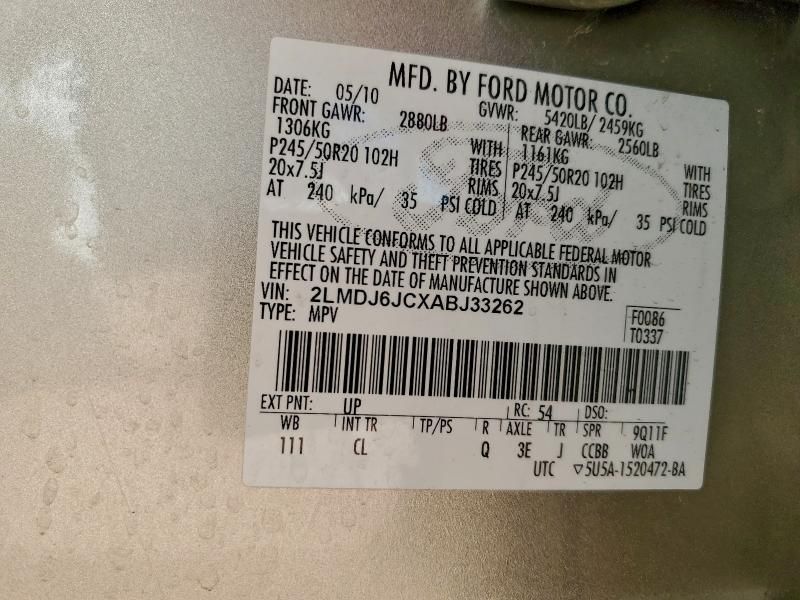 MFD. BY FORD MOTOR CO.
DATE: 05/10 GVWR: 5420LB/ 2459KG
FRONT GAWR: 2880LB REAR GAWR: 2560LB
1306KG WITH 1161KG WITH
P245/50R20 102H TIRES P245/50R20 102H TIRES
20x7.5J RIMS 20x7.5J RIMS
AT 240 kPa/ 35 PSI COLD AT 240 kPa/ 35 PSI COLD
Ford
THIS VEHICLE CONFORMS TO ALL APPLICABLE FEDERAL MOTOR
VEHICLE SAFETY AND THEFT PREVENTION STANDARDS IN
EFFECT ON THE DATE OF MANUFACTURE SHOWN ABOVE.
VIN: 2LMDJ6JCXABJ33262
TYPE: MPV F0086
T0337
EXT PNT: UP RC: 54 DSO:
WB INT TR TP/PS R AXLE TR SPR 9Q11F
111 CL Q 3E J CCBB WOA
UTC ▽5U5A-1520472-BA